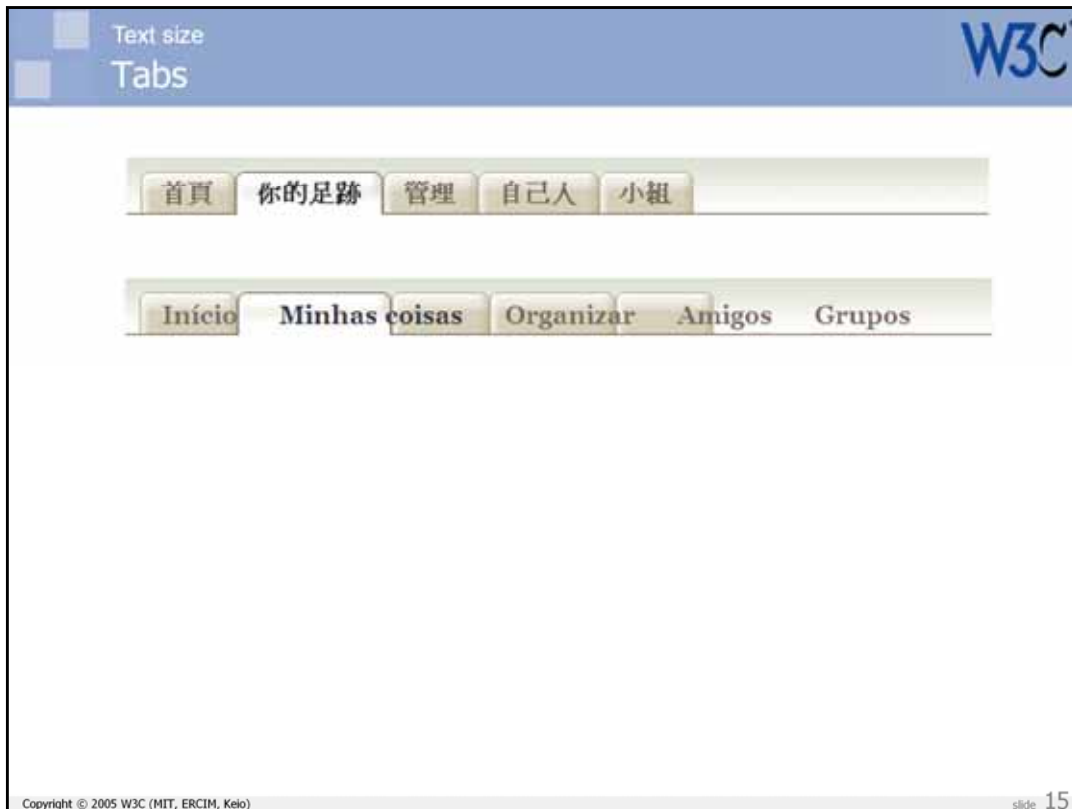 Text size
Tabs
W3C
首頁 你的足跡 管理 自己人 小組
Início Minhas coisas Organizar Amigos Grupos
Copyright © 2005 W3C (MIT, ERCIM, Keio)
slide 15